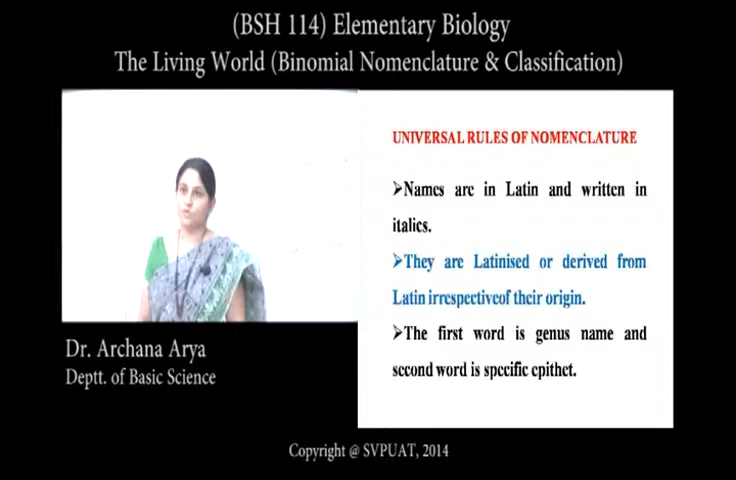 (BSH 114) Elementary Biology
The Living World (Binomial Nomenclature & Classification)
UNIVERSAL RULES OF NOMENCLATURE
➢Names are in Latin and written in
italics.
➢They are Latinised or derived from
Latin irrespectiveof their origin.
➢The first word is genus name and
second word is specific epithet.
Dr. Archana Arya
Deptt. of Basic Science
Copyright @ SVPUAT, 2014